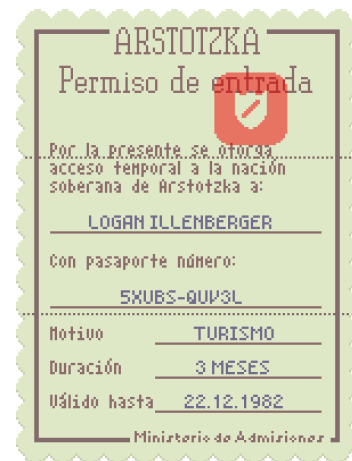 ARSTOTZKA
Permiso de entrada
Por la presente se otorga
acceso temporal a la nación
soberana de Arstotzka a:
LOGAN ILLENBERGER
Con pasaporte número:
5XUBS-QUV3L
Motivo TURISMO
Duración 3 MESES
Válido hasta 22.12.1982
Ministerio de Admisiones